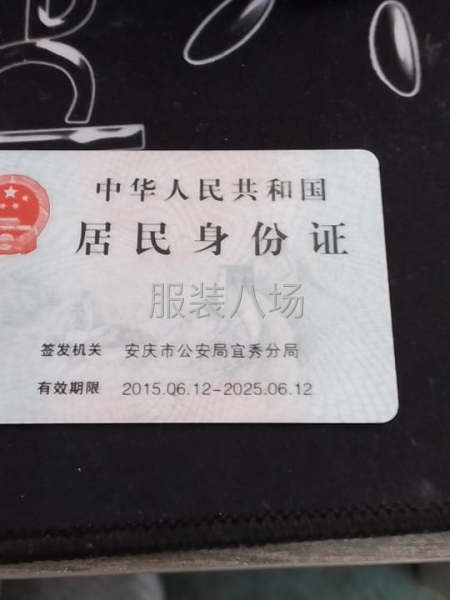 中华人民共和国
居民身份证
服装八场
签发机关 安庆市公安局宜秀分局
有效期限 2015.06.12-2025.06.12